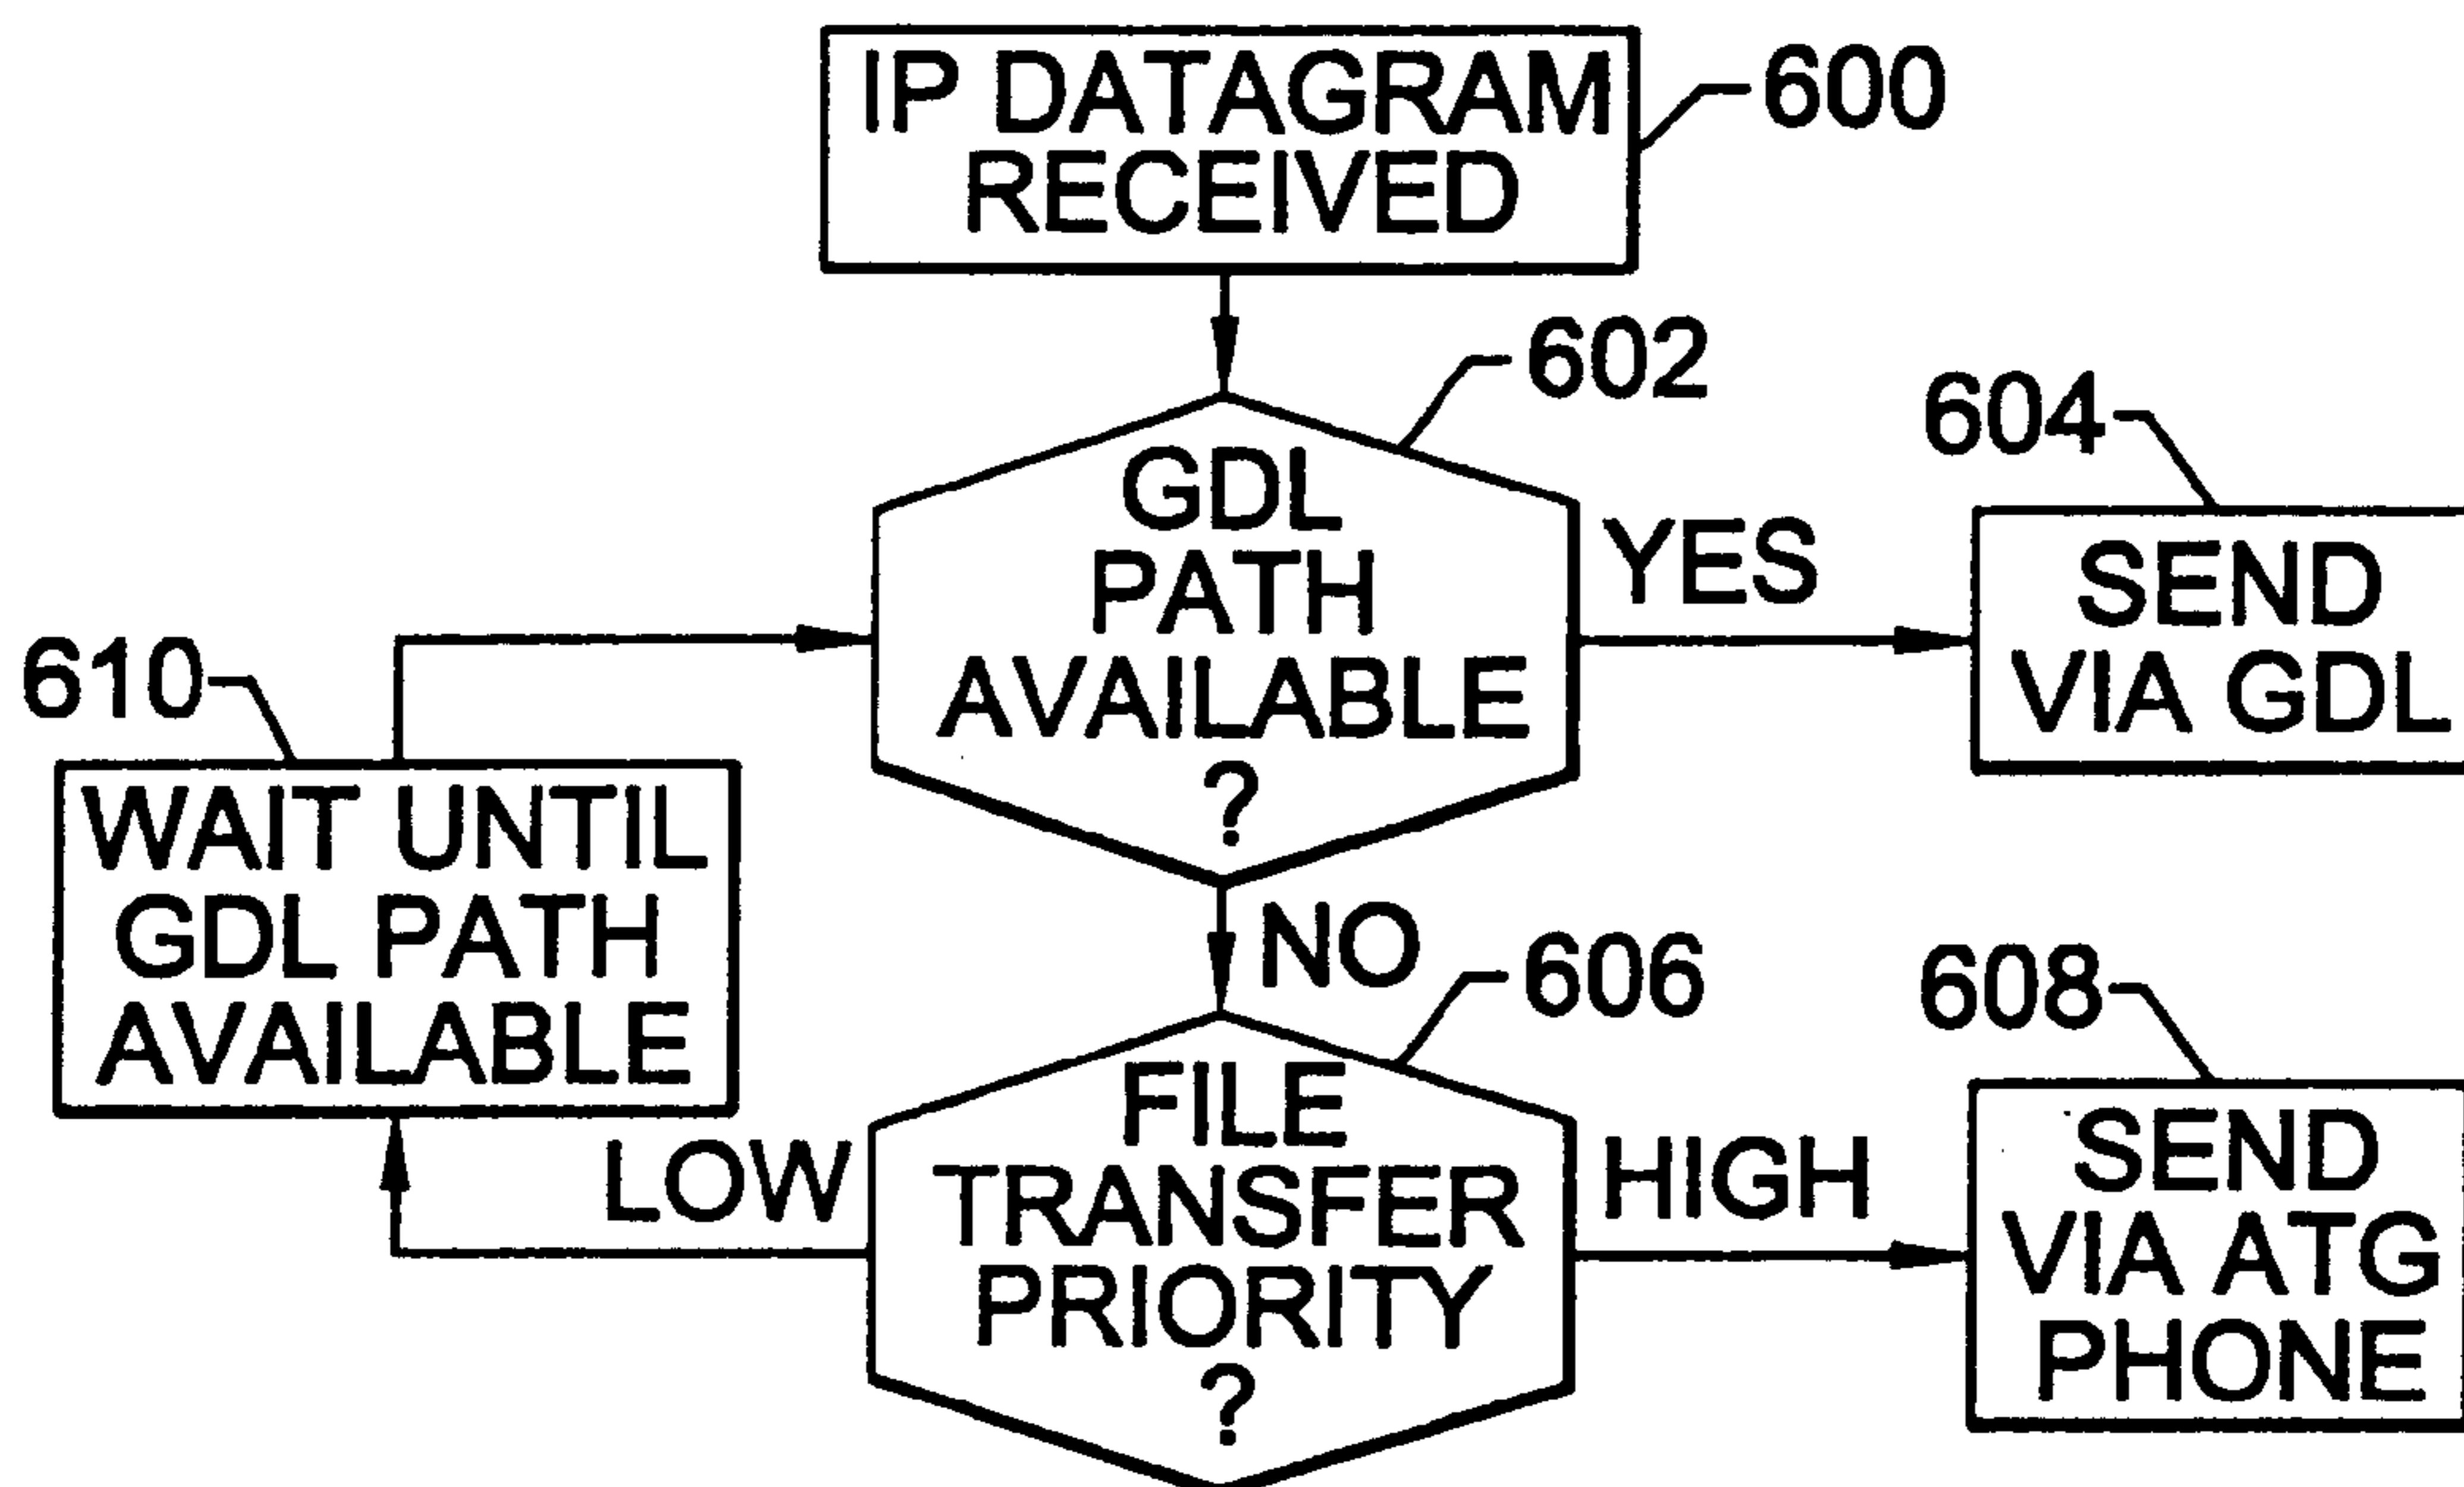 IP DATAGRAM
RECEIVED
600
602
GDL
PATH
AVAILABLE
?
YES
604
SEND
VIA GDL
610
WAIT UNTIL
GDL PATH
AVAILABLE
NO
606
FILE
TRANSFER
PRIORITY
?
LOW
HIGH
608
SEND
VIA ATG
PHONE